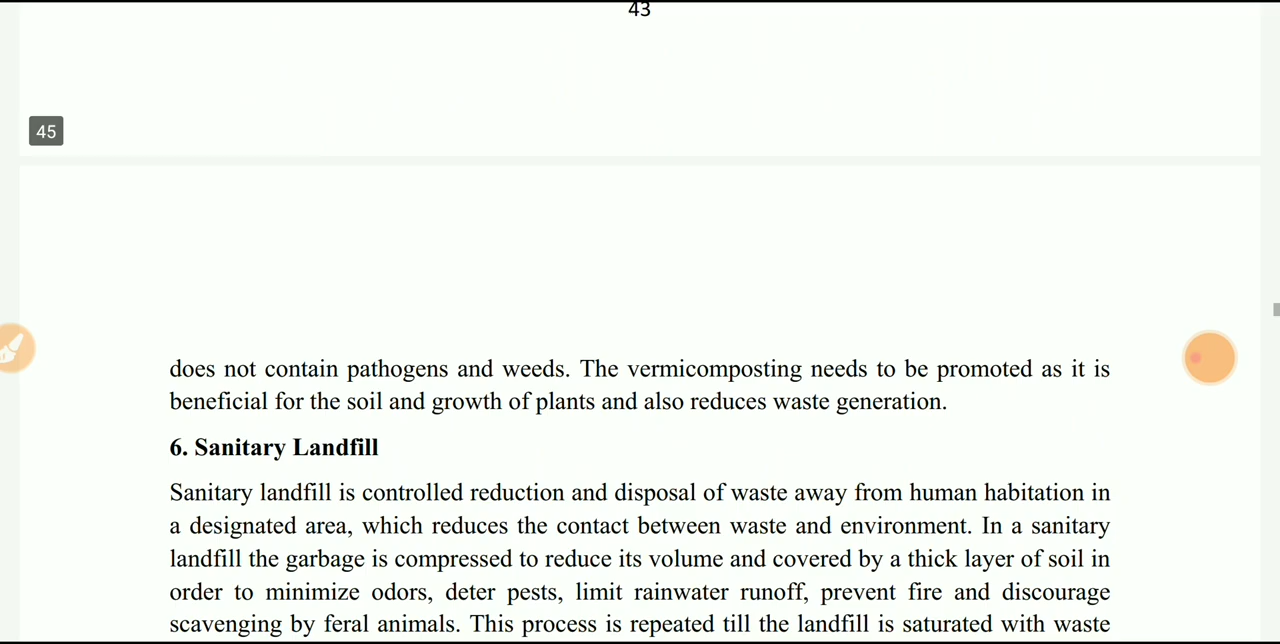 43
45
does not contain pathogens and weeds. The vermicomposting needs to be promoted as it is
beneficial for the soil and growth of plants and also reduces waste generation.
6. Sanitary Landfill
Sanitary landfill is controlled reduction and disposal of waste away from human habitation in
a designated area, which reduces the contact between waste and environment. In a sanitary
landfill the garbage is compressed to reduce its volume and covered by a thick layer of soil in
order to minimize odors, deter pests, limit rainwater runoff, prevent fire and discourage
scavenging by feral animals. This process is repeated till the landfill is saturated with waste